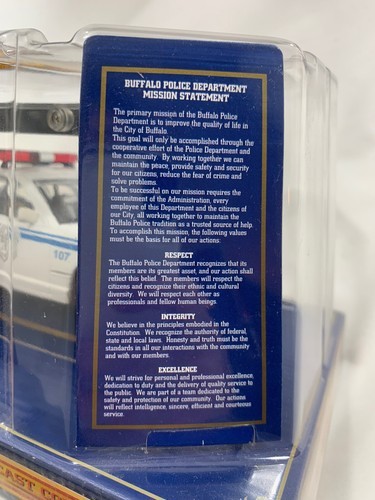 BUFFALO POLICE DEPARTMENT
MISSION STATEMENT
The primary mission of the Buffalo Police
Department is to improve the quality of life in
the City of Buffalo.
This goal will only be accomplished through the
cooperative effort of the Police Department and
the community. By working together we can
maintain the peace, provide safety and security
for our citizens, reduce the fear of crime and
solve problems.
To be successful our mission requires the
commitment of the Administration, every
employee of this Department and the citizens of
our City, all working together to maintain the
Buffalo Police tradition as a trusted source of help.
To accomplish this mission, the following values
must be the basis for all of our actions:
RESPECT
The Buffalo Police Department recognizes that its
members are its greatest asset, and our action shall
reflect this belief. The members will respect the
citizens and recognize their ethnic and cultural
diversity. We will respect each other as
professionals and fellow human beings.
INTEGRITY
We believe in the principles embodied in the
Constitution. We recognize the authority of federal,
state and local laws. Honesty and truth must be the
standards in all our interactions with the community
and with our members.
EXCELLENCE
We will strive for personal and professional excellence,
dedication to duty and the delivery of quality service to
the public. We are part of a team dedicated to the
safety and protection of our community. Our actions
will reflect intelligence, sincere, efficient and courteous
service.
107
CAST